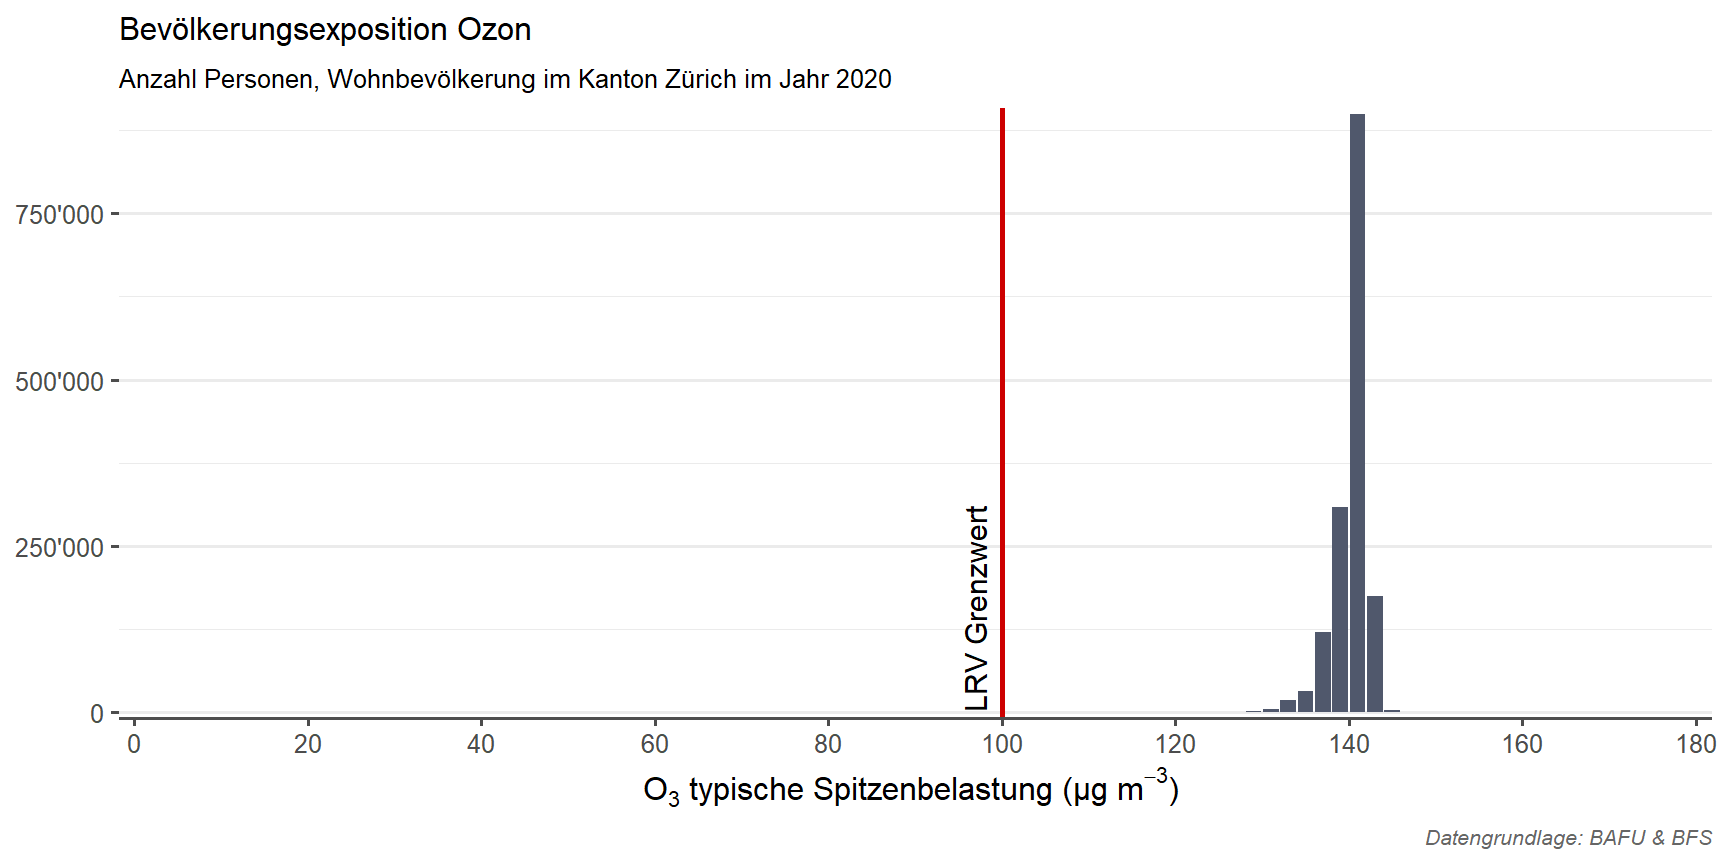 Bevölkerungsexposition Ozon
Anzahl Personen, Wohnbevölkerung im Kanton Zürich im Jahr 2020
750'000
500'000
250'000
0
LRV Grenzwert
0 20 40 60 80 100 120 140 160 180
O₃ typische Spitzenbelastung (µg m⁻³)
Datengrundlage: BAFU & BFS